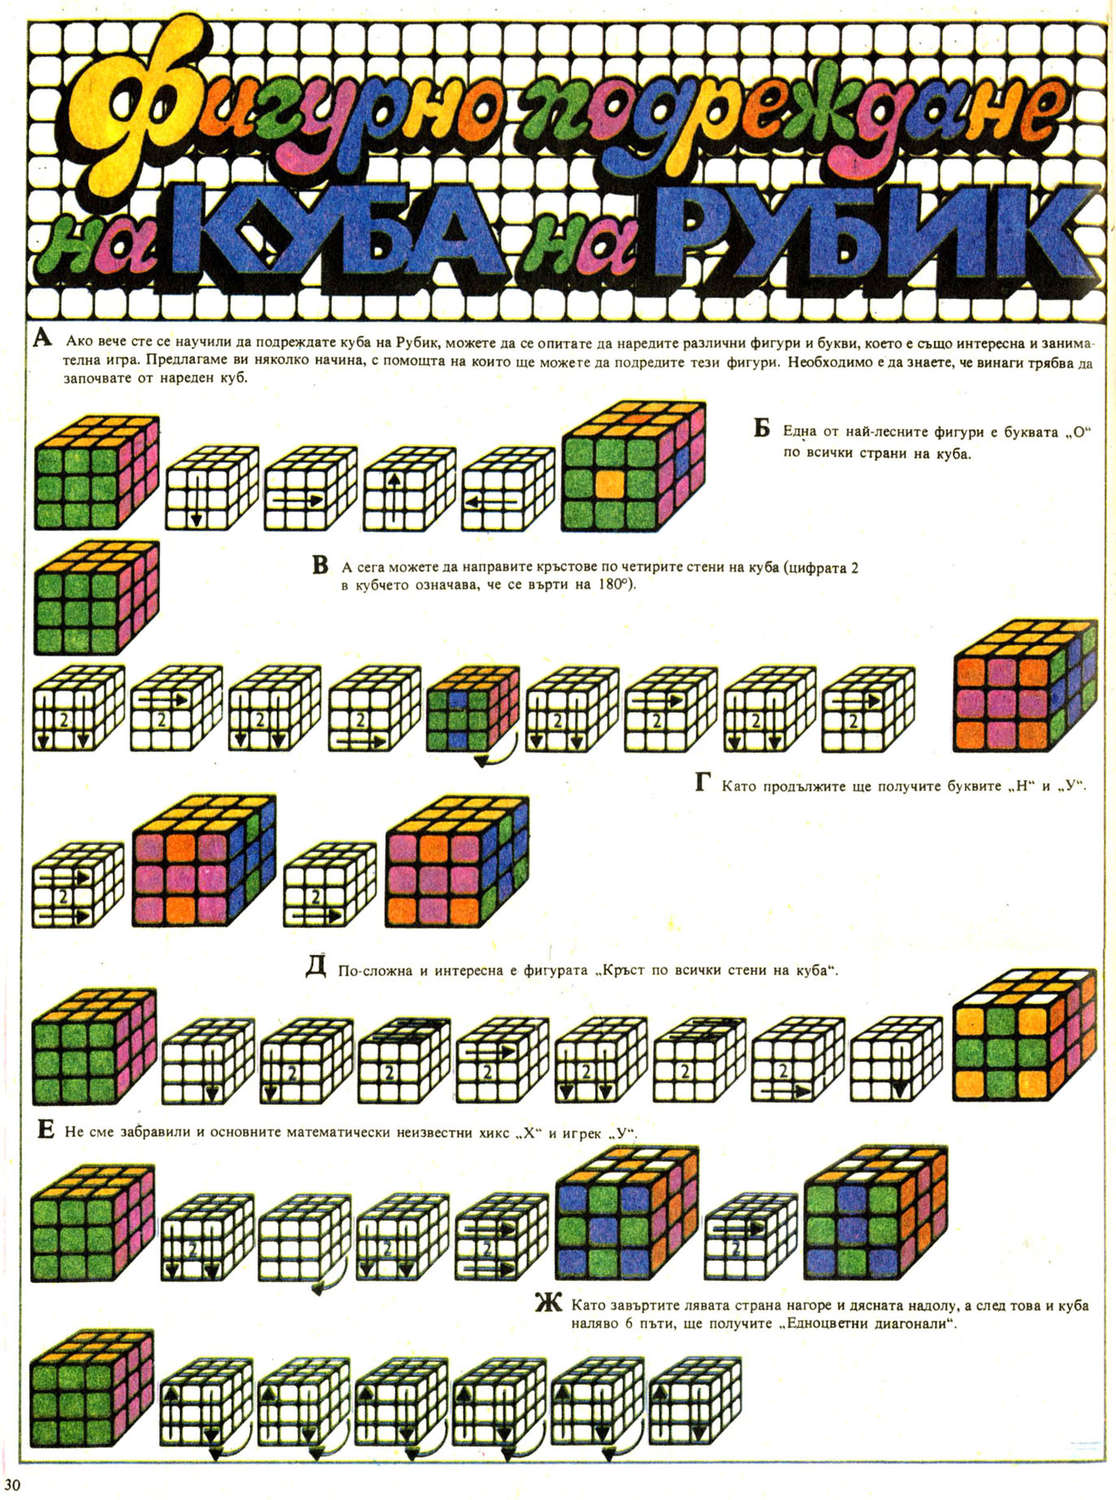 фигурно подреждане
на КУБА на РУБИК
А Ако вече сте се научили да подреждате куба на Рубик, можете да се опитате да наредите различни фигури и букви, което е също интересна и занима-
телна игра. Предлагаме ви няколко начина, с помощта на които ще можете да подредите тези фигури. Необходимо е да знаете, че винаги трябва да
започвате от нареден куб.
Б Една от най-лесните фигури е буквата „О“
по всички страни на куба.
В А сега можете да направите кръстове по четирите стени на куба (цифрата 2
в кубчето означава, че се върти на 180°).
2 2 2 2 2 2 2 2
Г Като продължите ще получите буквите „Н“ и „У“.
2 2
Д По-сложна и интересна е фигурата „Кръст по всички стени на куба“.
2 2 2 2 2 2
Е Не сме забравили и основните математически неизвестни хикс „Х“ и игрек „У“.
2 2 2 2
Ж Като завъртите лявата страна нагоре и дясната надолу, а след това и куба
наляво 6 пъти, ще получите „Едноцветни диагонали“.
30